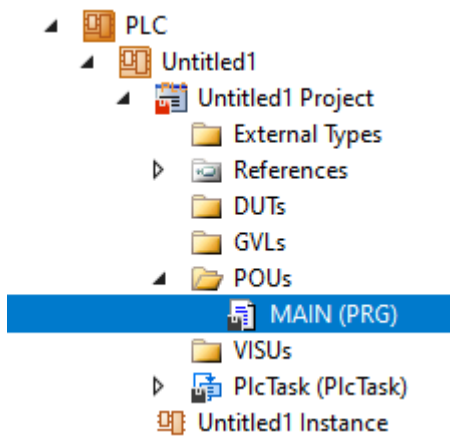 PLC
Untitled1
Untitled1 Project
External Types
References
DUTs
GVLs
POUs
MAIN (PRG)
VISUs
PlcTask (PlcTask)
Untitled1 Instance